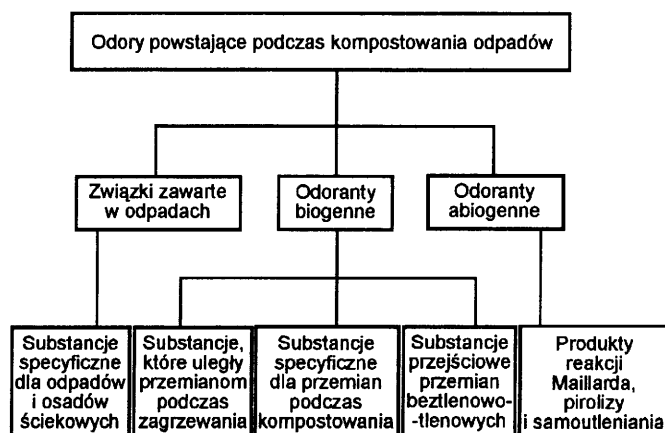 Odory powstające podczas kompostowania odpadów
Związki zawarte
w odpadach
Odoranty
biogenne
Odoranty
abiogenne
Substancje
specyficzne
dla odpadów
i osadów
ściekowych
Substancje,
które uległy
przemianom
podczas
zagrzewania
Substancje
specyficzne
dla przemian
podczas
kompostowania
Substancje
przejściowe
przemian
beztlenowo-
-tlenowych
Produkty
reakcji
Maillarda,
pirolizy
i samoutleniania